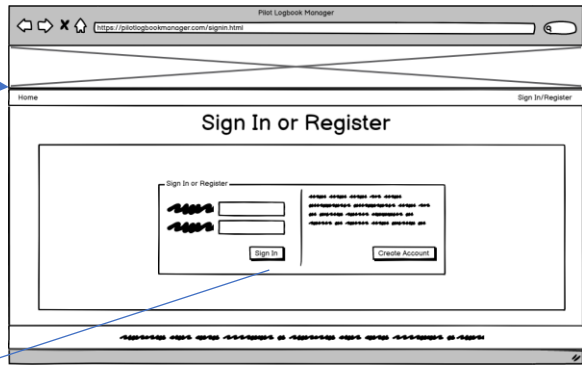 Pilot Logbook Manager
https://pilotlogbookmanager.com/signin.html
Home
Sign In/Register
Sign In or Register
Sign In or Register
Sign In
Create Account